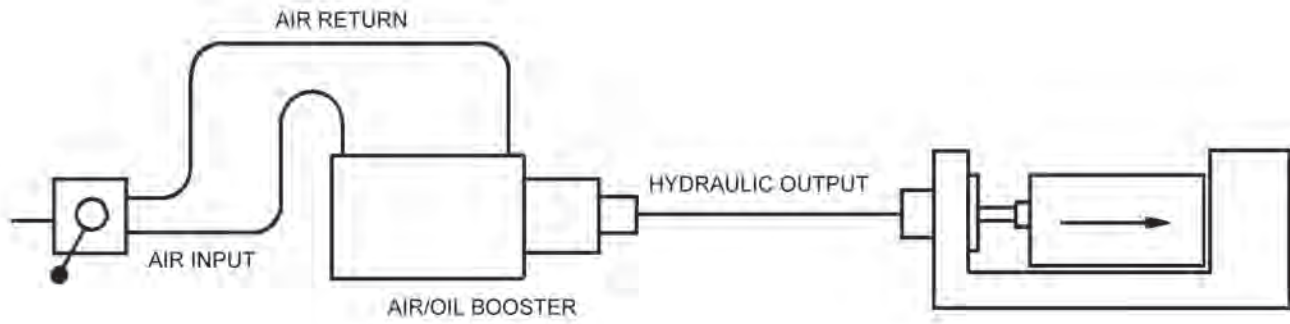 AIR RETURN
HYDRAULIC OUTPUT
AIR INPUT
AIR/OIL BOOSTER